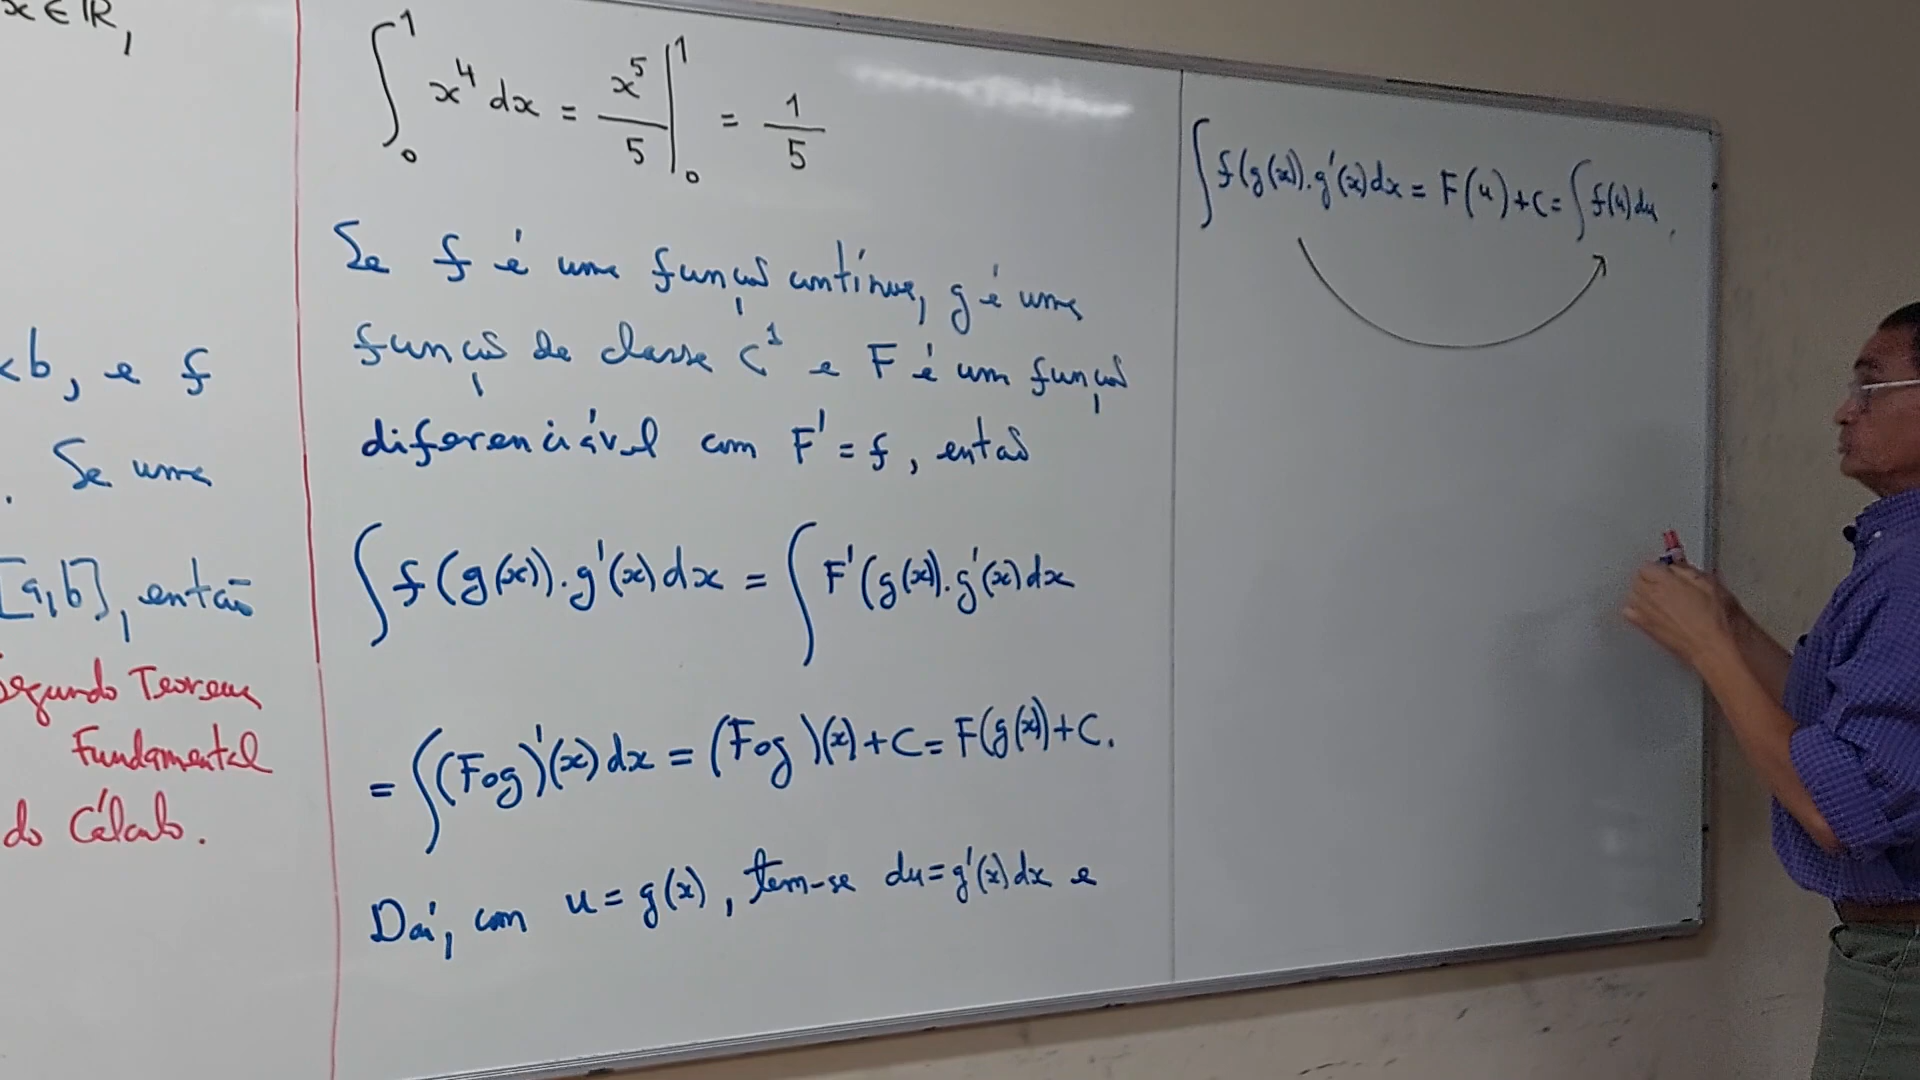 x ∈ ℝ,
<b, e f
. Se uma
[a,b], então
Segundo Teorema
Fundamental
do Cálculo.
∫₀¹ x⁴ dx = x⁵/5 |₀¹ = 1/5
Se f é uma função contínua, g é uma
função de classe C¹ e F é um função
diferenciável com F' = f, então
∫ f(g(x)).g'(x) dx = ∫ F'(g(x)).g'(x) dx
= ∫ (Fog)'(x) dx = (Fog)(x) + C = F(g(x)) + C.
Daí, com u = g(x), tem-se du = g'(x) dx e
∫ f(g(x)).g'(x) dx = F(u) + C = ∫ f(u) du.